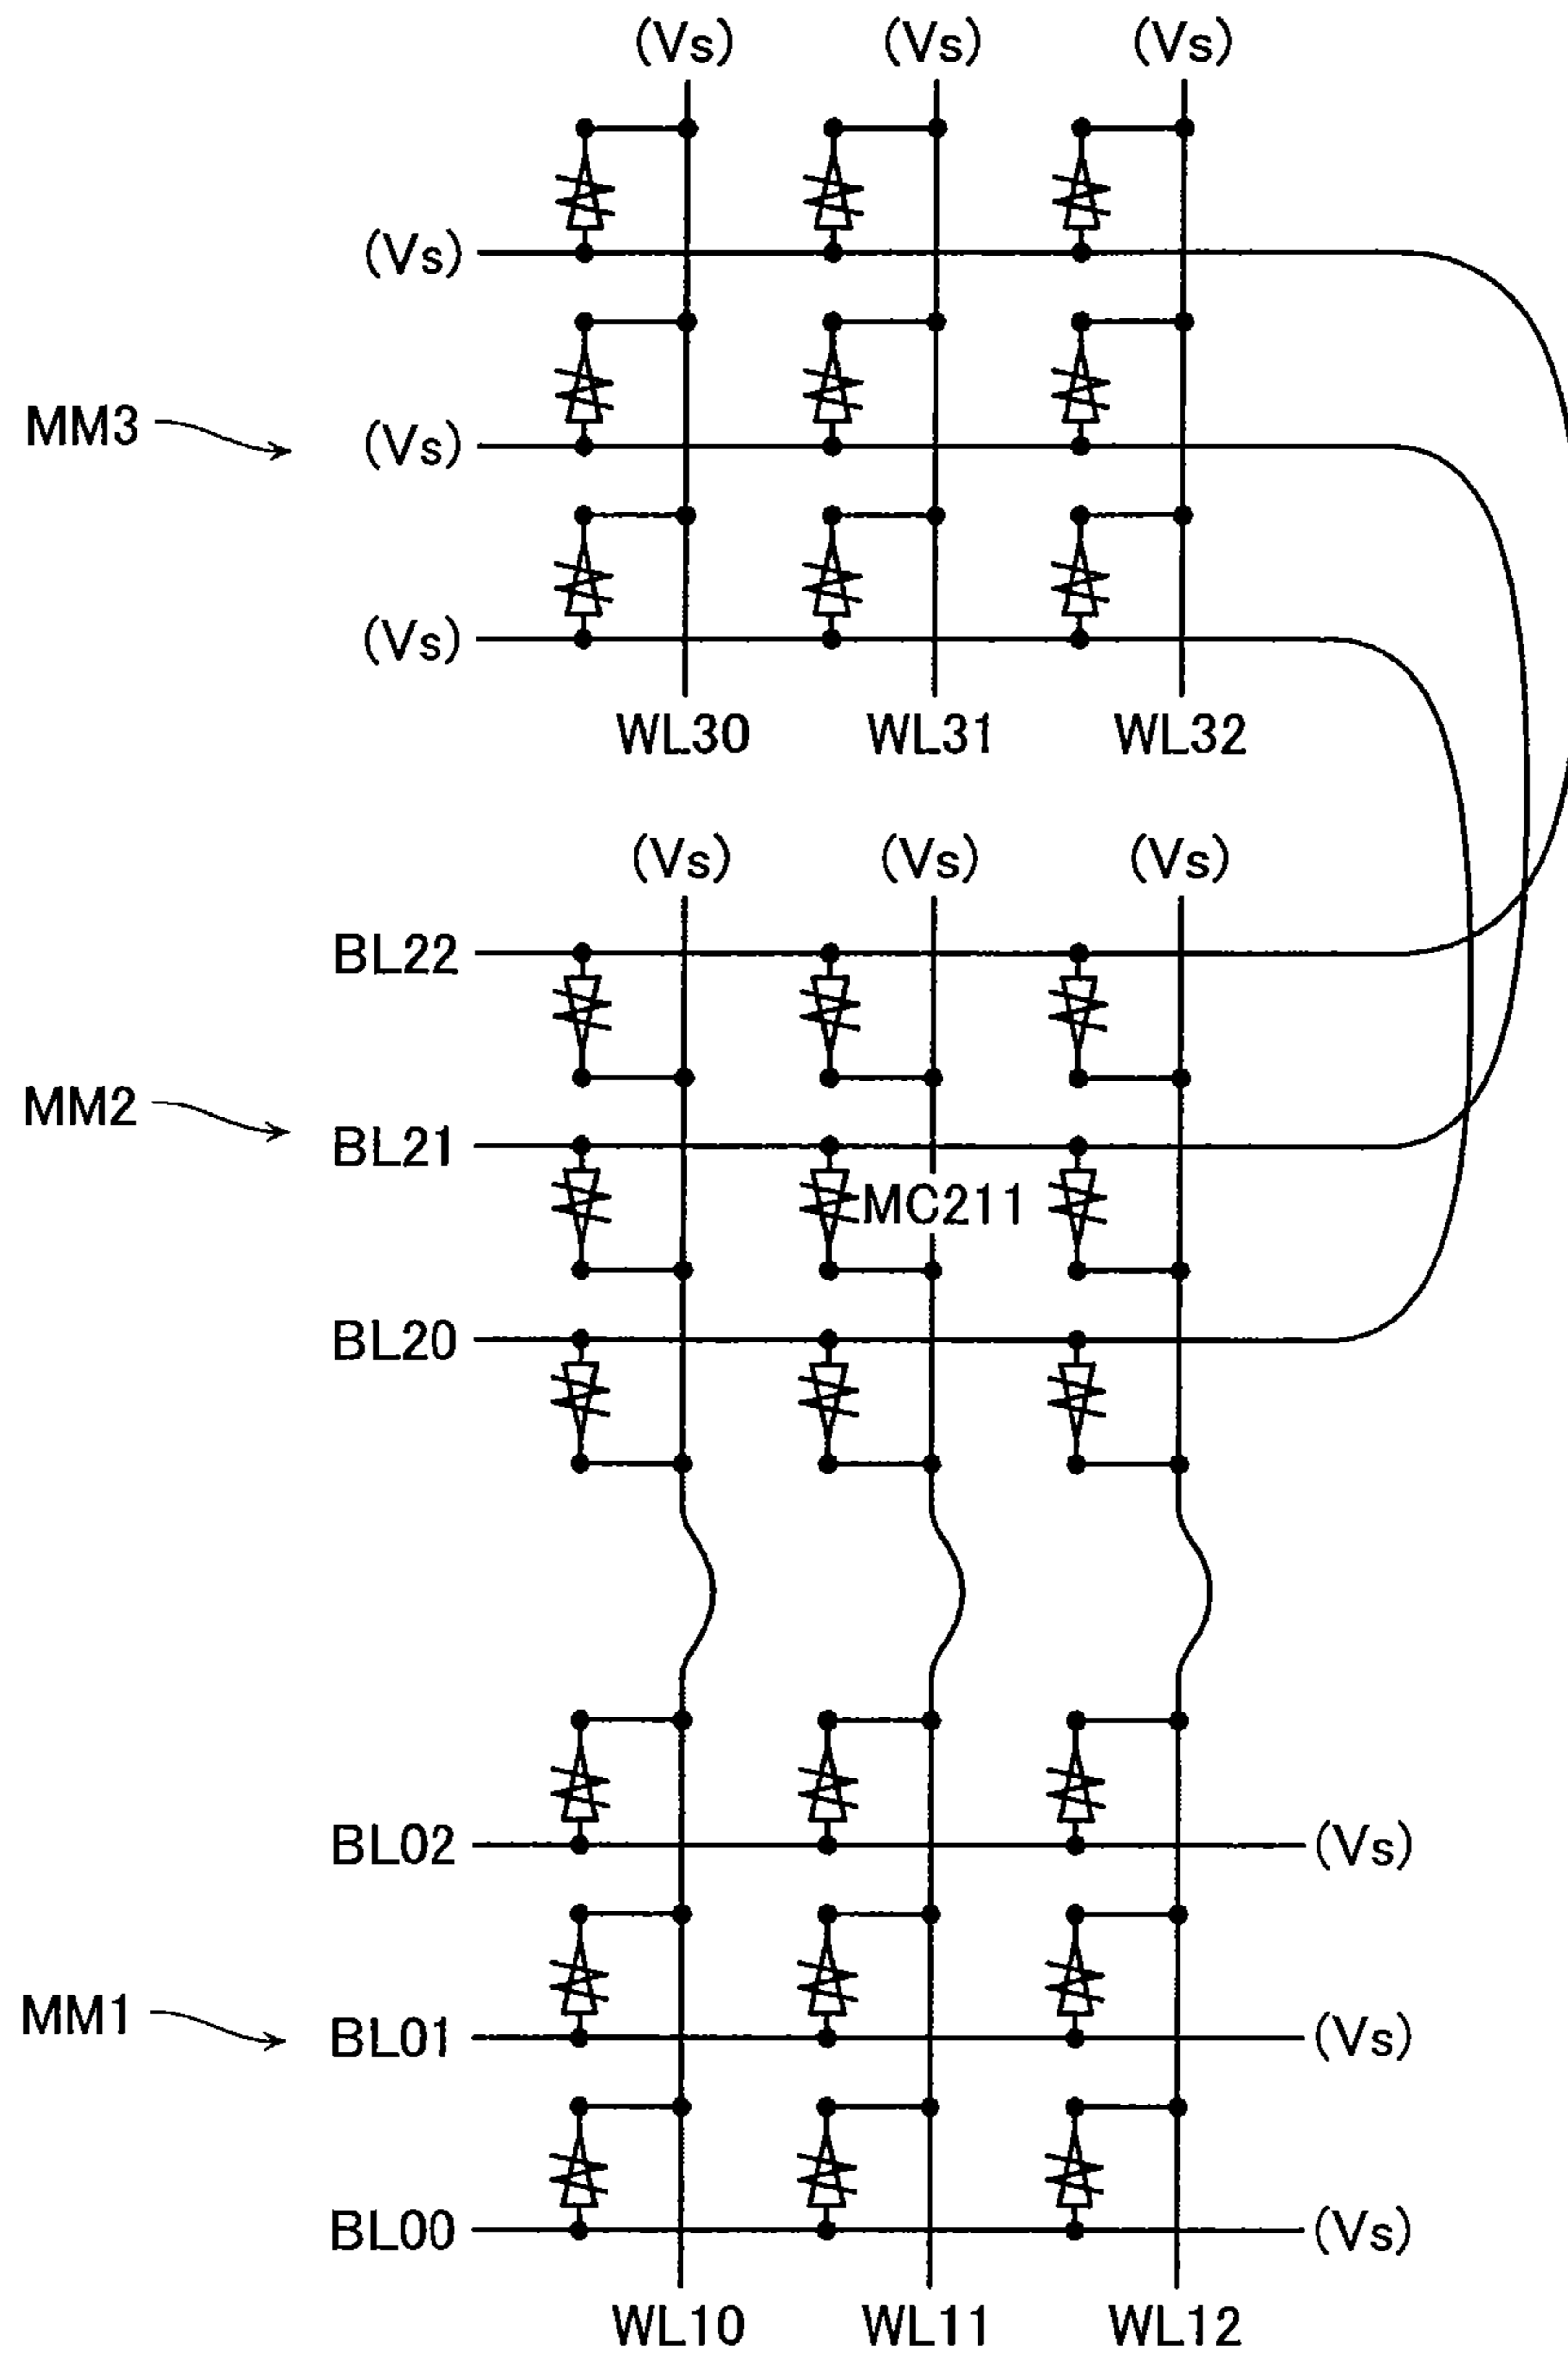 (Vs) (Vs) (Vs)
(Vs)
MM3
(Vs)
(Vs)
WL30 WL31 WL32
(Vs) (Vs) (Vs)
BL22
MM2
BL21
MC211
BL20
BL02 (Vs)
MM1
BL01 (Vs)
BL00 (Vs)
WL10 WL11 WL12